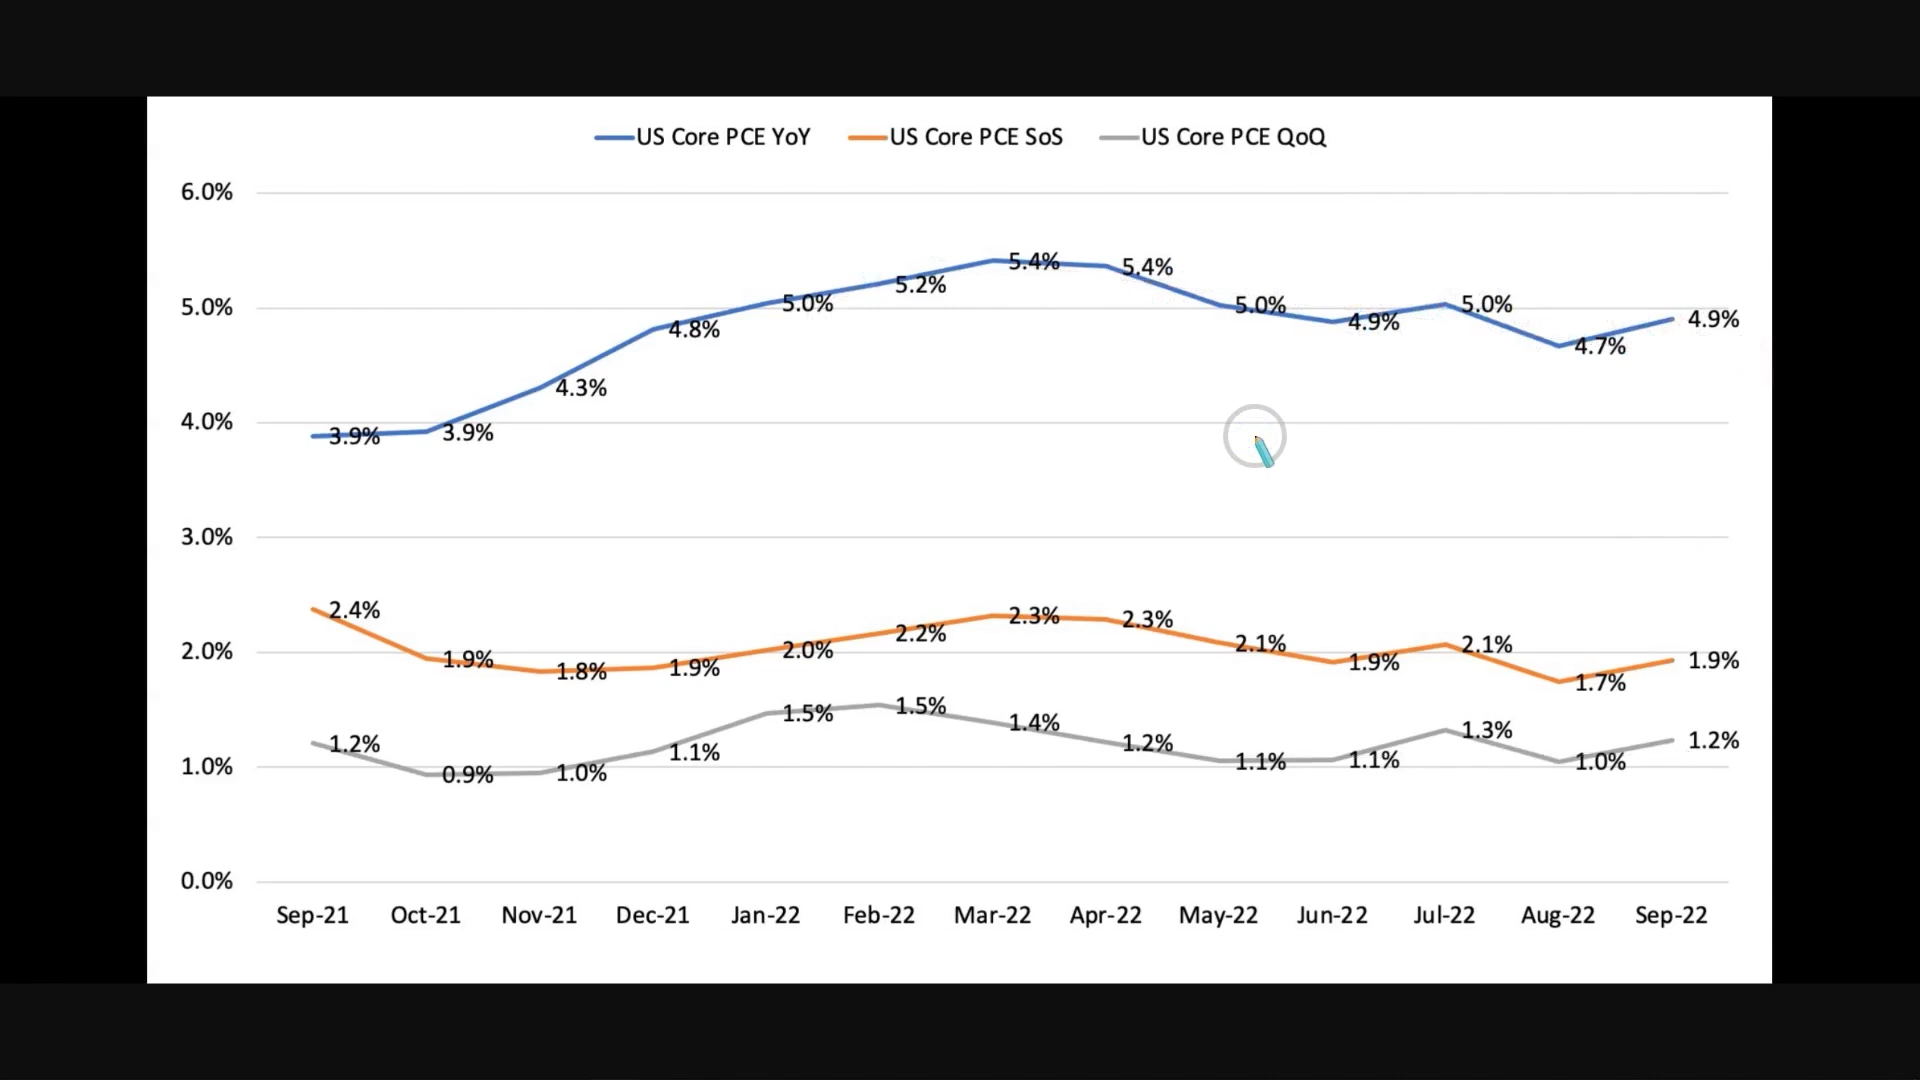 US Core PCE YoY US Core PCE SoS US Core PCE QoQ
6.0%
5.0%
4.0%
3.0%
2.0%
1.0%
0.0%
3.9% 3.9% 4.3% 4.8% 5.0% 5.2% 5.4% 5.4% 5.0% 4.9% 5.0% 4.7% 4.9%
2.4% 1.9% 1.8% 1.9% 2.0% 2.2% 2.3% 2.3% 2.1% 1.9% 2.1% 1.7% 1.9%
1.2% 0.9% 1.0% 1.1% 1.5% 1.5% 1.4% 1.2% 1.1% 1.1% 1.3% 1.0% 1.2%
Sep-21 Oct-21 Nov-21 Dec-21 Jan-22 Feb-22 Mar-22 Apr-22 May-22 Jun-22 Jul-22 Aug-22 Sep-22